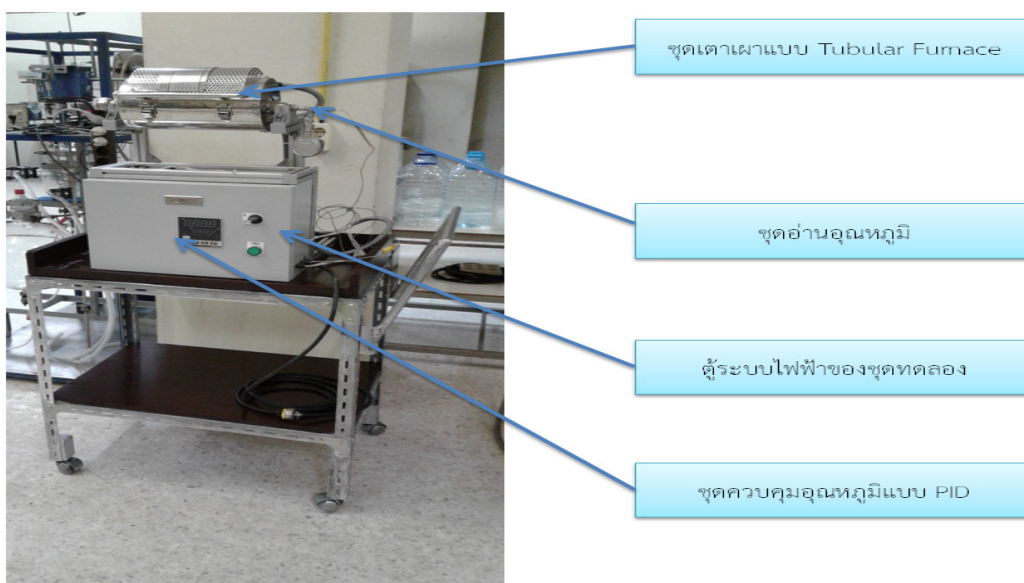 ชุดเตาเผาแบบ Tubular Furnace
ชุดอ่านอุณหภูมิ
ตู้ระบบไฟฟ้าของชุดทดลอง
ชุดควบคุมอุณหภูมิแบบ PID